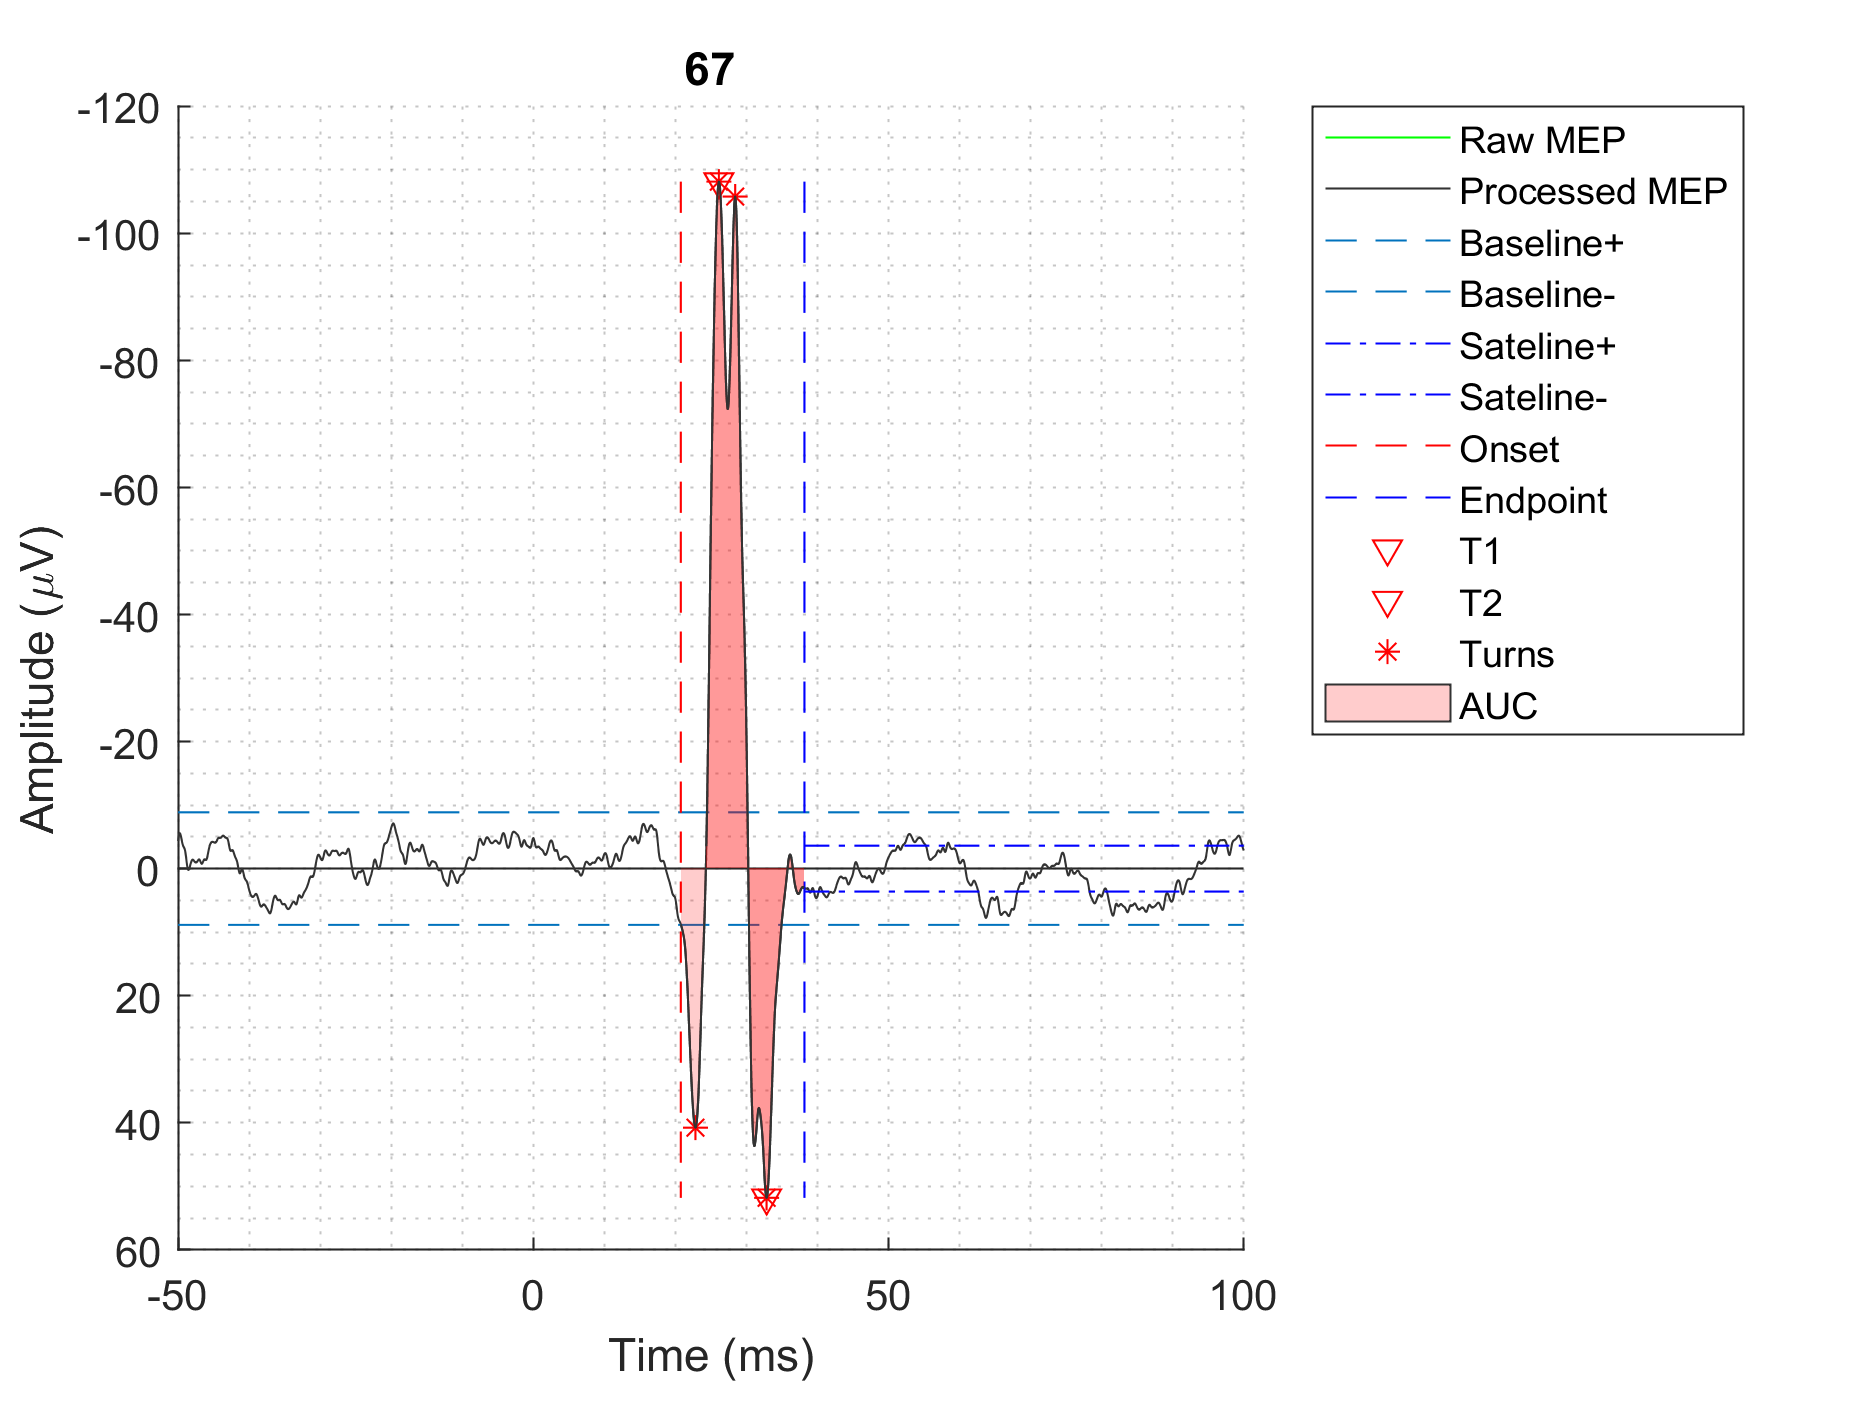 67
-120
-100
-80
-60
-40
-20
0
20
40
60
-50 0 50 100
Time (ms)
Amplitude (μV)
Raw MEP
Processed MEP
Baseline+
Baseline-
Sateline+
Sateline-
Onset
Endpoint
T1
T2
Turns
AUC